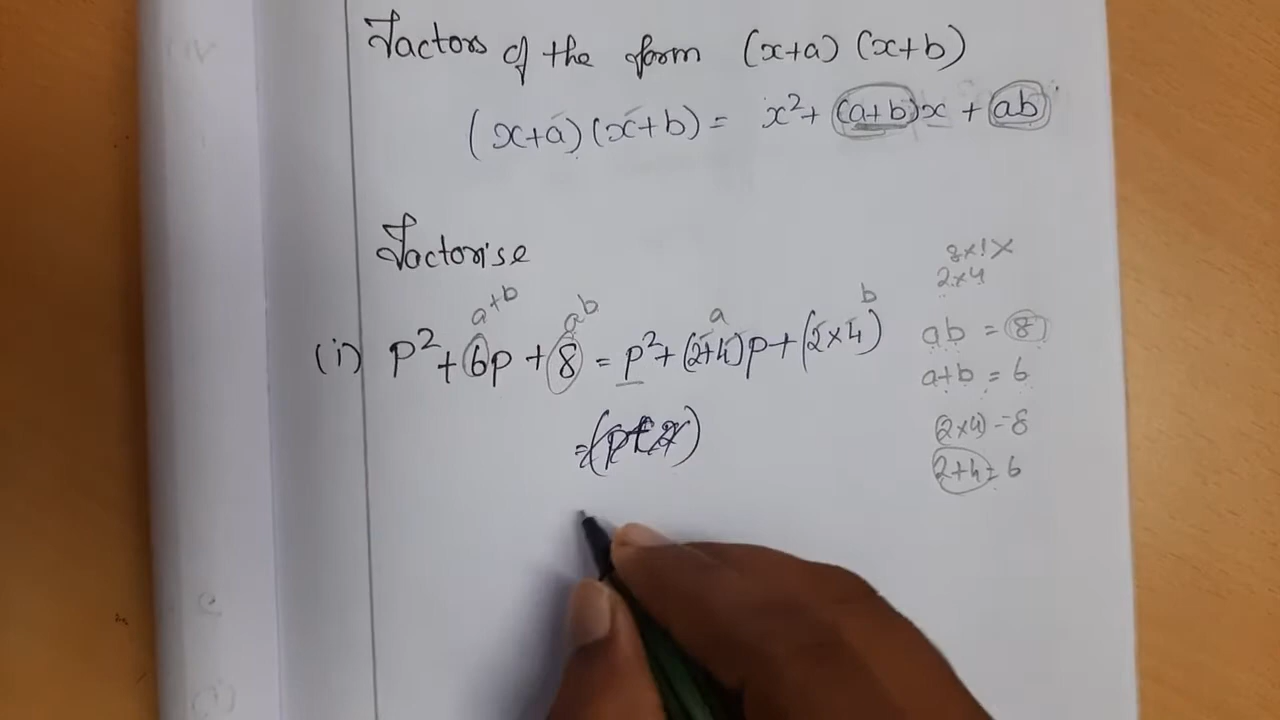 Factors of the form (x+a) (x+b)
(x+a) (x+b) = x² + (a+b)x + ab
Factorise
8×1×
2×4
a+b ab a b
(i) p² + 6p + 8 = p² + (2+4)p + (2×4)
ab = 8
a+b = 6
(2×4) = 8
2+4 = 6